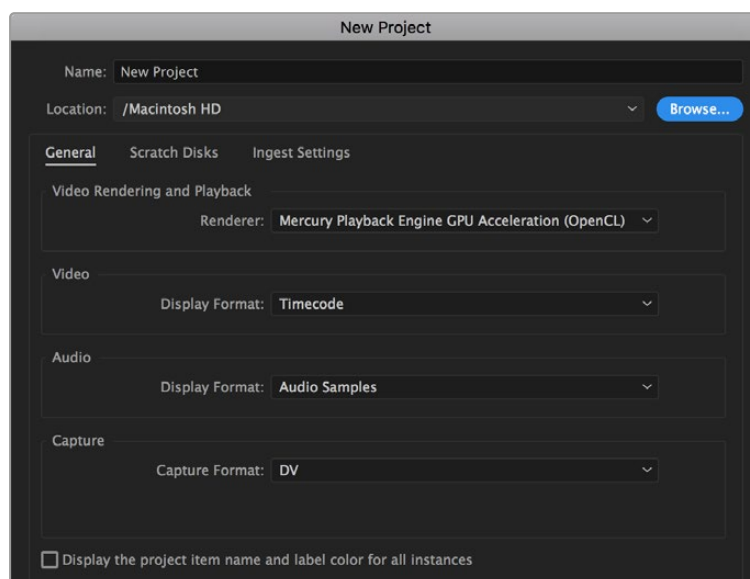 New Project
Name: New Project
Location: /Macintosh HD Browse...
General Scratch Disks Ingest Settings
Video Rendering and Playback
Renderer: Mercury Playback Engine GPU Acceleration (OpenCL)
Video
Display Format: Timecode
Audio
Display Format: Audio Samples
Capture
Capture Format: DV
Display the project item name and label color for all instances